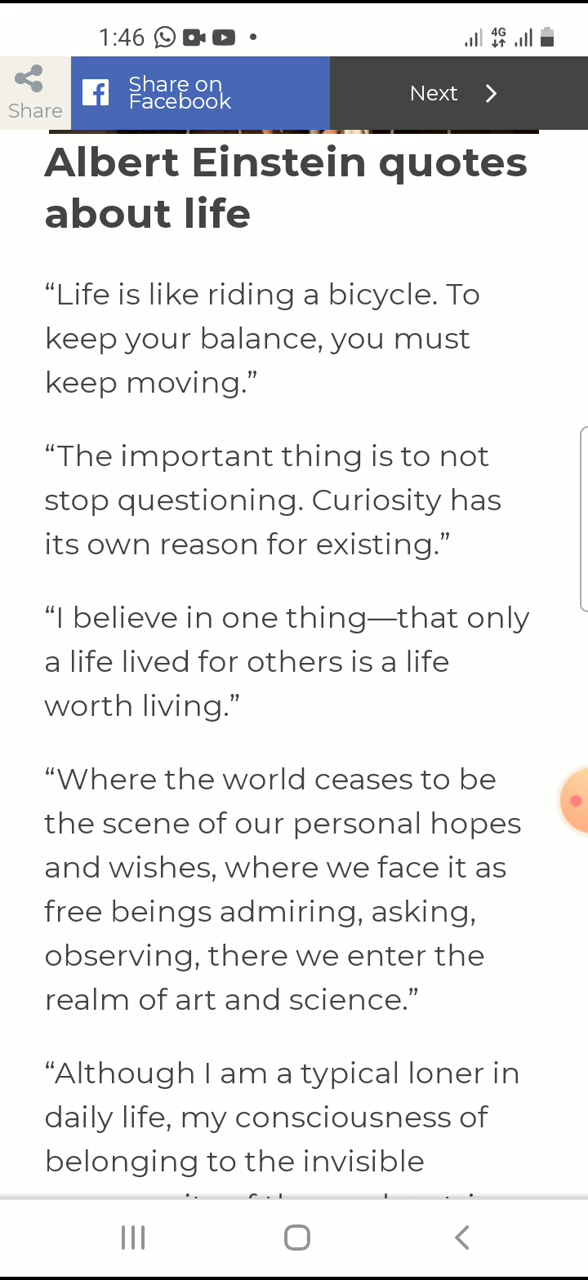 1:46
4G
Share
Share on
Facebook
Next
Albert Einstein quotes
about life
“Life is like riding a bicycle. To
keep your balance, you must
keep moving.”
“The important thing is to not
stop questioning. Curiosity has
its own reason for existing.”
“I believe in one thing—that only
a life lived for others is a life
worth living.”
“Where the world ceases to be
the scene of our personal hopes
and wishes, where we face it as
free beings admiring, asking,
observing, there we enter the
realm of art and science.”
“Although I am a typical loner in
daily life, my consciousness of
belonging to the invisible